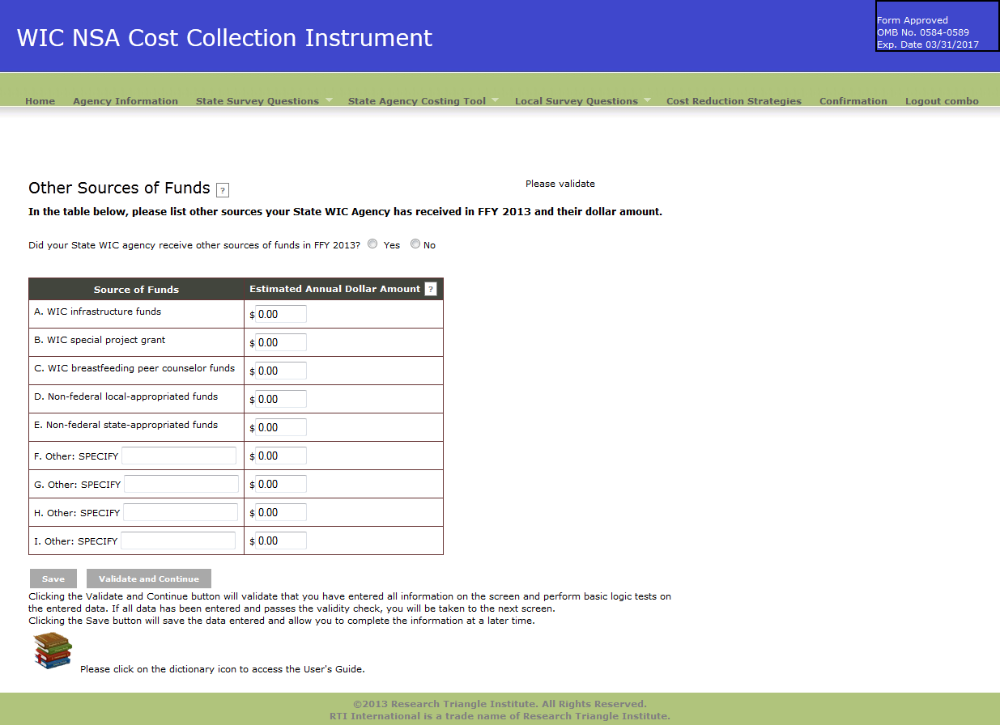 WIC NSA Cost Collection Instrument
Form Approved
OMB No. 0584-0589
Exp. Date 03/31/2017
Home Agency Information State Survey Questions State Agency Costing Tool Local Survey Questions Cost Reduction Strategies Confirmation Logout combo
Other Sources of Funds ?
Please validate
In the table below, please list other sources your State WIC Agency has received in FFY 2013 and their dollar amount.
Did your State WIC agency receive other sources of funds in FFY 2013? Yes No
Source of Funds Estimated Annual Dollar Amount ?
A. WIC infrastructure funds $ 0.00
B. WIC special project grant $ 0.00
C. WIC breastfeeding peer counselor funds $ 0.00
D. Non-federal local-appropriated funds $ 0.00
E. Non-federal state-appropriated funds $ 0.00
F. Other: SPECIFY $ 0.00
G. Other: SPECIFY $ 0.00
H. Other: SPECIFY $ 0.00
I. Other: SPECIFY $ 0.00
Save Validate and Continue
Clicking the Validate and Continue button will validate that you have entered all information on the screen and perform basic logic tests on
the entered data. If all data has been entered and passes the validity check, you will be taken to the next screen.
Clicking the Save button will save the data entered and allow you to complete the information at a later time.
Please click on the dictionary icon to access the User's Guide.
©2013 Research Triangle Institute. All Rights Reserved.
RTI International is a trade name of Research Triangle Institute.